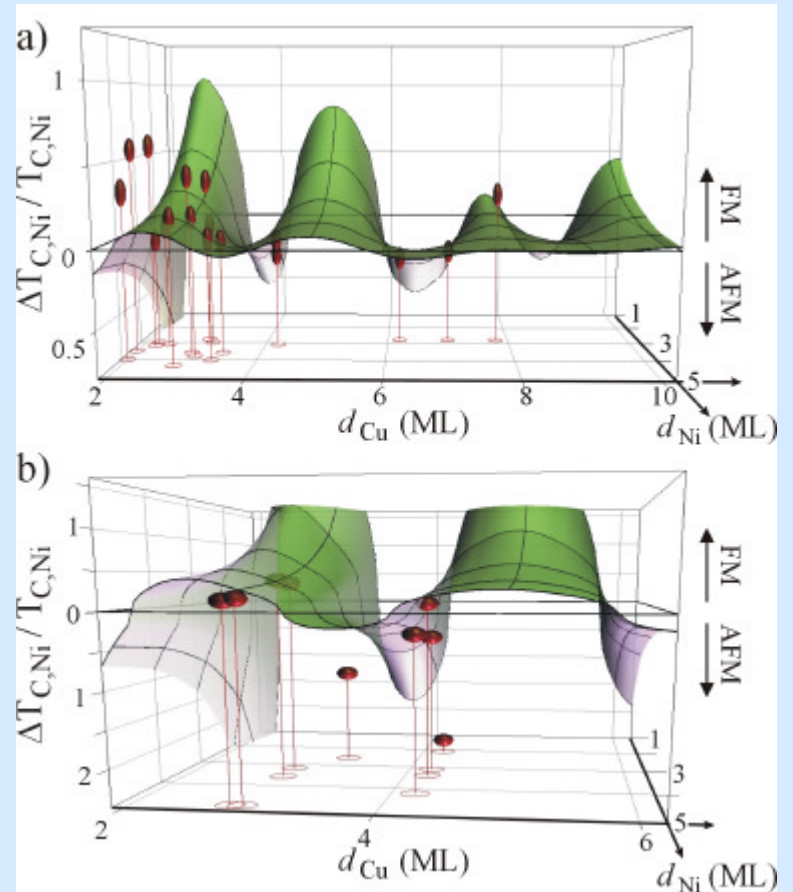 a)
1
0
0.5
ΔT_C,Ni / T_C,Ni
FM
AFM
1
3
5
2
4
6
8
10
d_Cu (ML)
d_Ni (ML)
b)
1
0
1
2
ΔT_C,Ni / T_C,Ni
FM
AFM
1
3
5
2
4
6
d_Cu (ML)
d_Ni (ML)